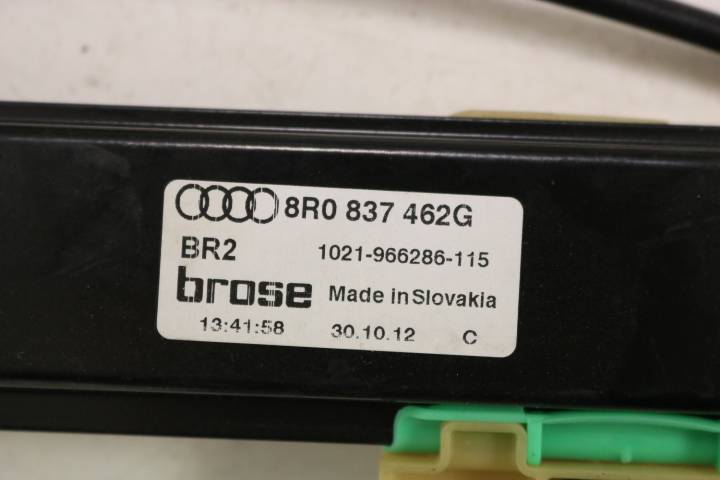 8R0 837 462G
BR2 1021-966286-115
brose Made in Slovakia
13:41:58 30.10.12 C